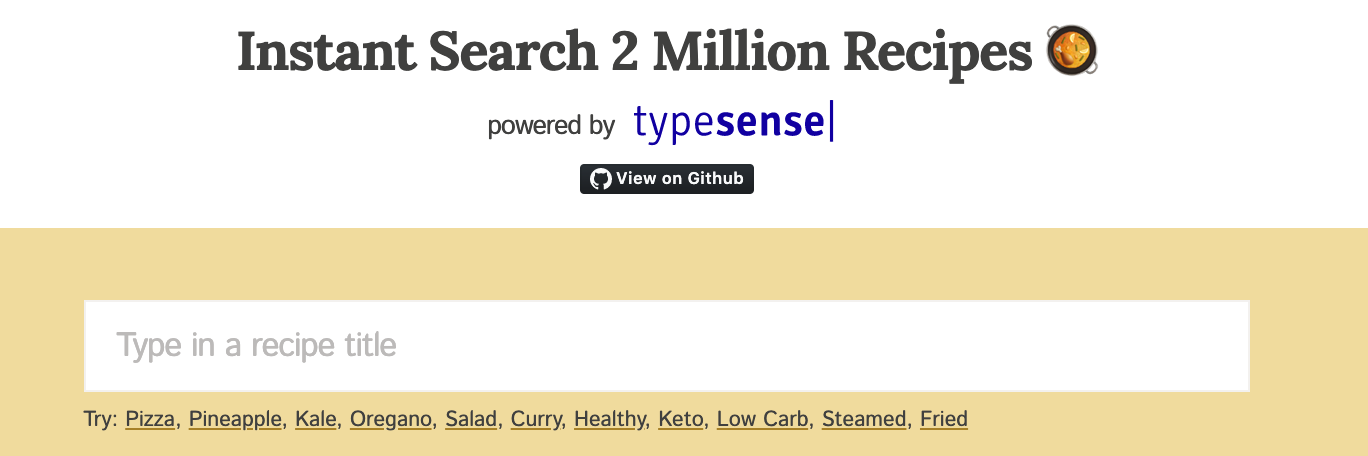 Instant Search 2 Million Recipes 🥘
powered by typesense|
View on Github
Type in a recipe title
Try: Pizza, Pineapple, Kale, Oregano, Salad, Curry, Healthy, Keto, Low Carb, Steamed, Fried